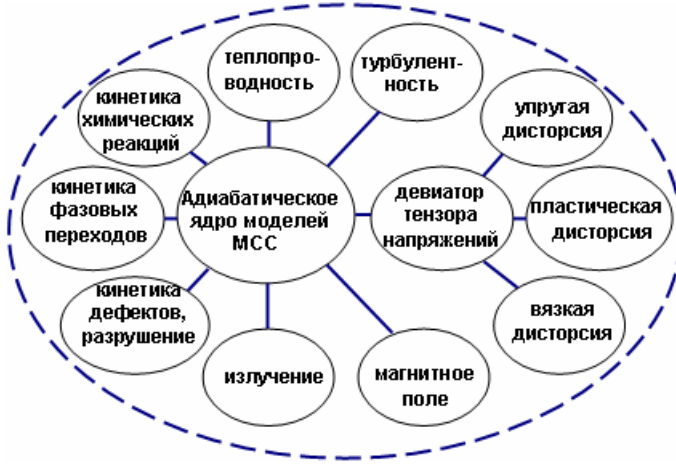 теплопро-
водность
турбулент-
ность
кинетика
химических
реакций
упругая
дисторсия
кинетика
фазовых
переходов
Адиабатическое
ядро моделей
МСС
девиатор
тензора
напряжений
пластическая
дисторсия
кинетика
дефектов,
разрушение
вязкая
дисторсия
излучение
магнитное
поле